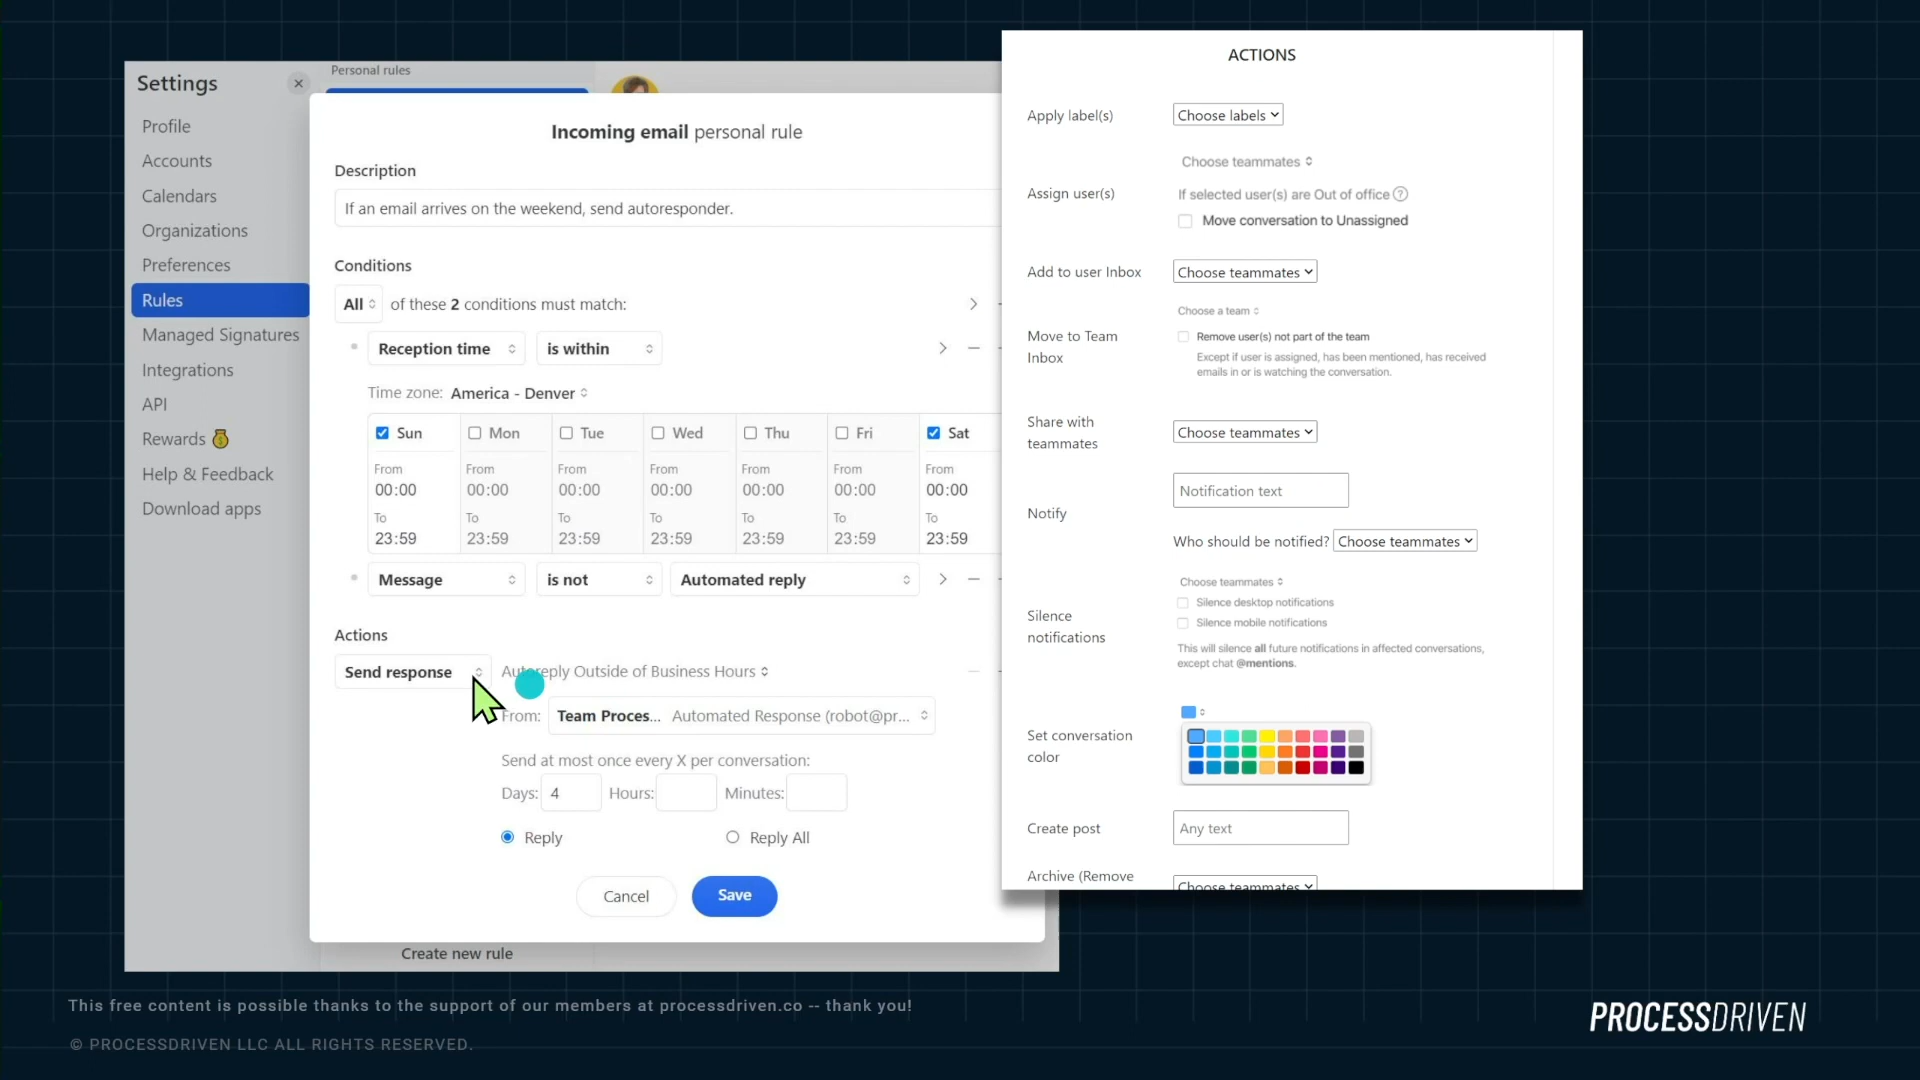 Settings
Profile
Accounts
Calendars
Organizations
Preferences
Rules
Managed Signatures
Integrations
API
Rewards
Help & Feedback
Download apps
Personal rules
Incoming email personal rule
Description
If an email arrives on the weekend, send autoresponder.
Conditions
All of these 2 conditions must match:
Reception time is within
Time zone: America - Denver
Sun Mon Tue Wed Thu Fri Sat
From From From From From From From
00:00 00:00 00:00 00:00 00:00 00:00 00:00
To To To To To To To
23:59 23:59 23:59 23:59 23:59 23:59 23:59
Message is not Automated reply
Actions
Send response Autoreply Outside of Business Hours
From: Team Proces... Automated Response (robot@pr...
Send at most once every X per conversation:
Days: 4 Hours: Minutes:
Reply Reply All
Cancel Save
Create new rule
ACTIONS
Apply label(s) Choose labels
Choose teammates
Assign user(s) If selected user(s) are Out of office ?
Move conversation to Unassigned
Add to user Inbox Choose teammates
Choose a team
Move to Team Inbox
Remove user(s) not part of the team
Except if user is assigned, has been mentioned, has received
emails in or is watching the conversation.
Share with
teammates
Choose teammates
Notification text
Notify
Who should be notified? Choose teammates
Choose teammates
Silence desktop notifications
Silence
notifications
Silence mobile notifications
This will silence all future notifications in affected conversations,
except chat @mentions.
Set conversation
color
Create post Any text
Archive (Remove
Choose teammates
This free content is possible thanks to the support of our members at processdriven.co -- thank you!
© PROCESSDRIVEN LLC ALL RIGHTS RESERVED.
PROCESSDRIVEN